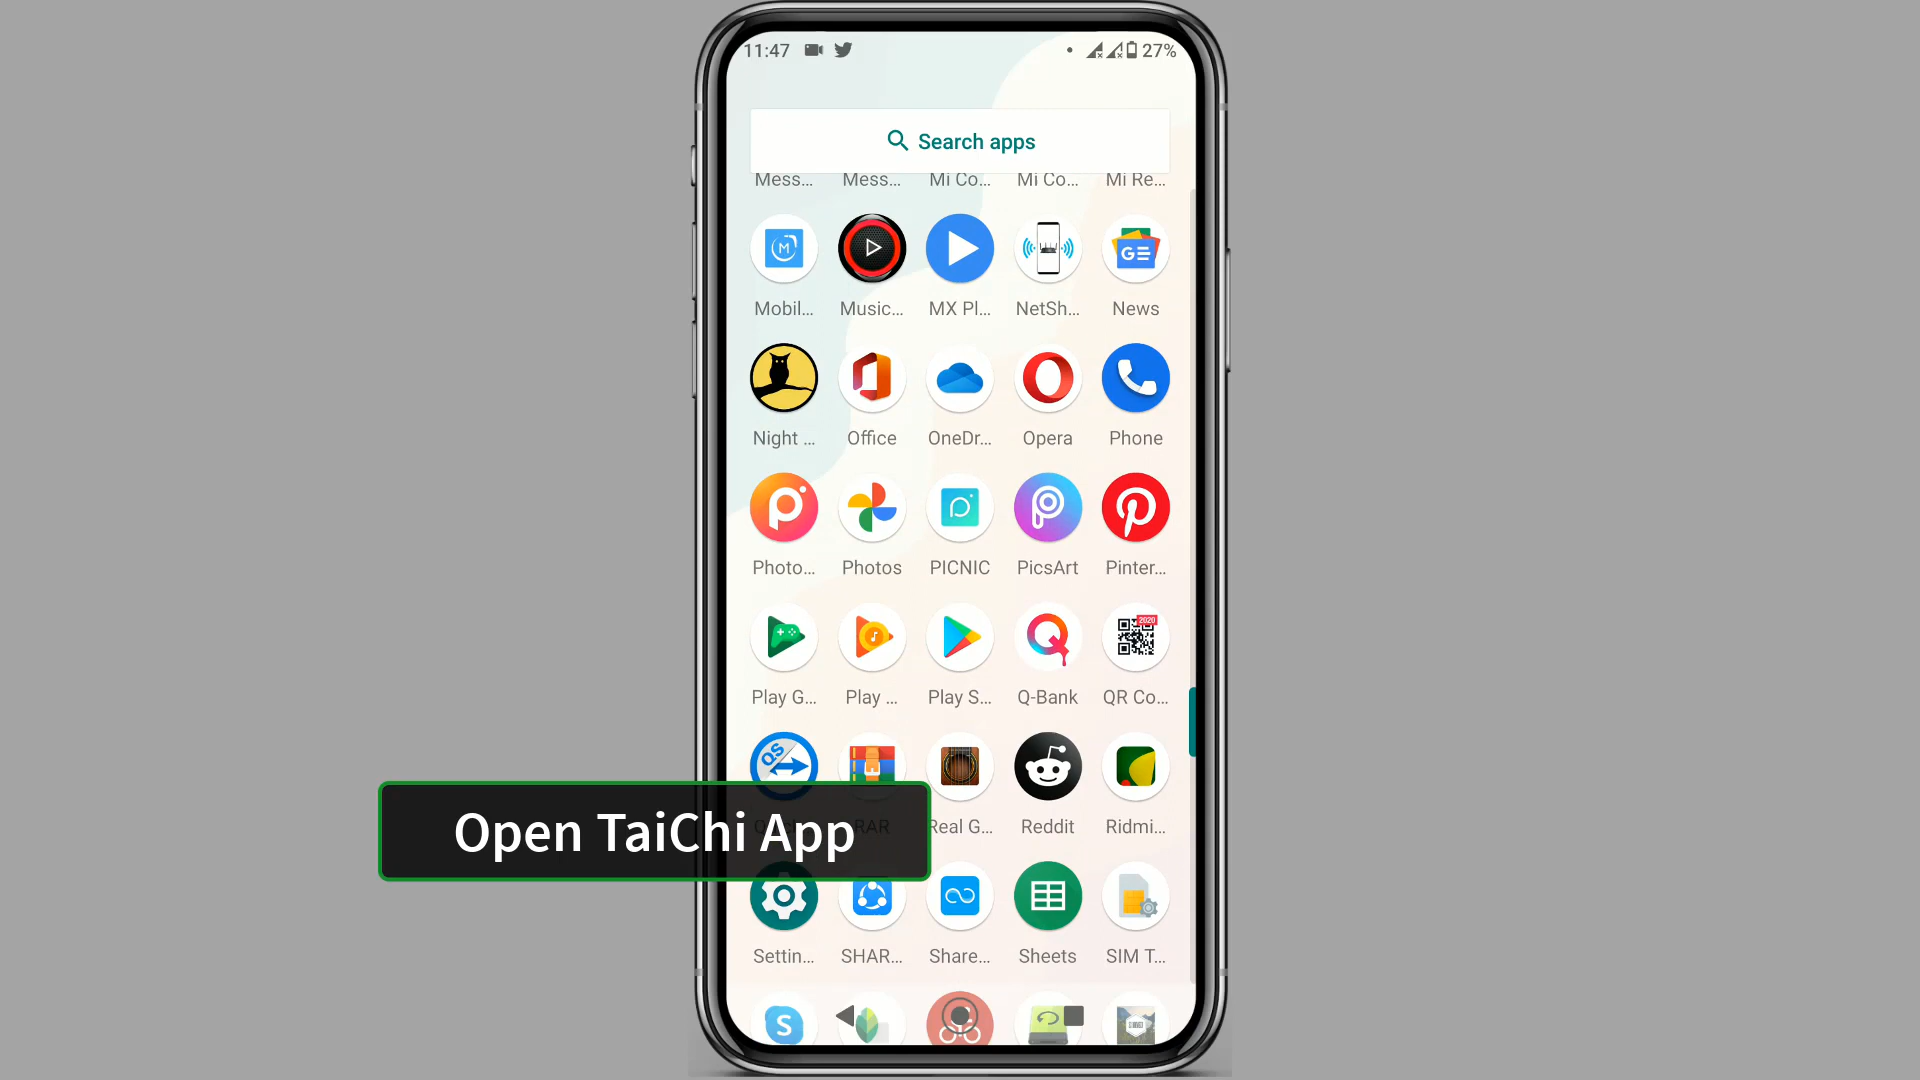 11:47
27%
Search apps
Mess... Mess... Mi Co... Mi Co... Mi Re...
Mobil... Music... MX Pl... NetSh... News
Night ... Office OneDr... Opera Phone
Photo... Photos PICNIC PicsArt Pinter...
2020
Play G... Play ... Play S... Q-Bank QR Co...
QS
RAR Real G... Reddit Ridmi...
Open TaiChi App
Settin... SHAR... Share... Sheets SIM T...